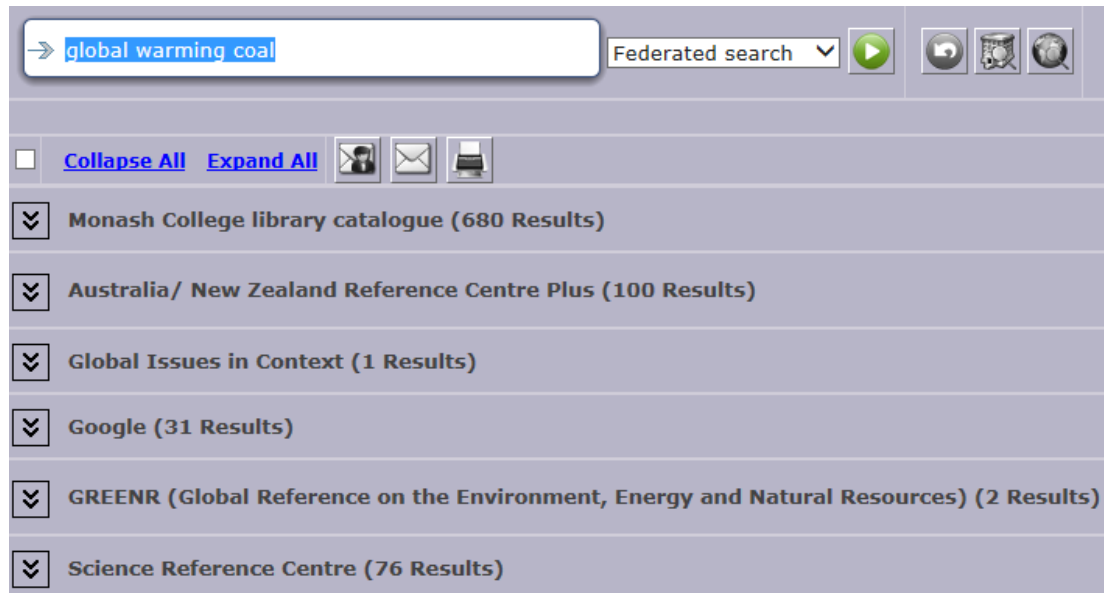 global warming coal
Federated search
Collapse All Expand All
Monash College library catalogue (680 Results)
Australia/ New Zealand Reference Centre Plus (100 Results)
Global Issues in Context (1 Results)
Google (31 Results)
GREENR (Global Reference on the Environment, Energy and Natural Resources) (2 Results)
Science Reference Centre (76 Results)